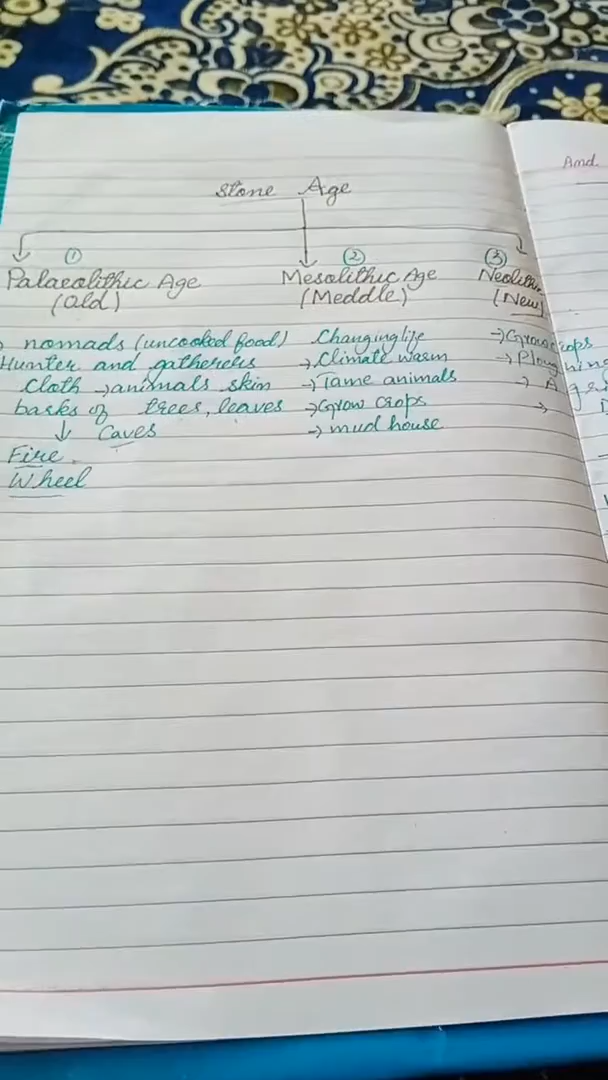 Stone Age
And
① ② ③
Palaeolithic Age
(old)
Mesolithic Age
(Meddle)
(New)
nomads (uncooked food)
Hunter and gatherers
Cloth → animals skin
barks of trees, leaves
↓ Caves
Fire.
Wheel
Changing life
→ Climate warm
→ Tame animals
→ Grow crops
→ mud house
→ Grow crops
→
→
→